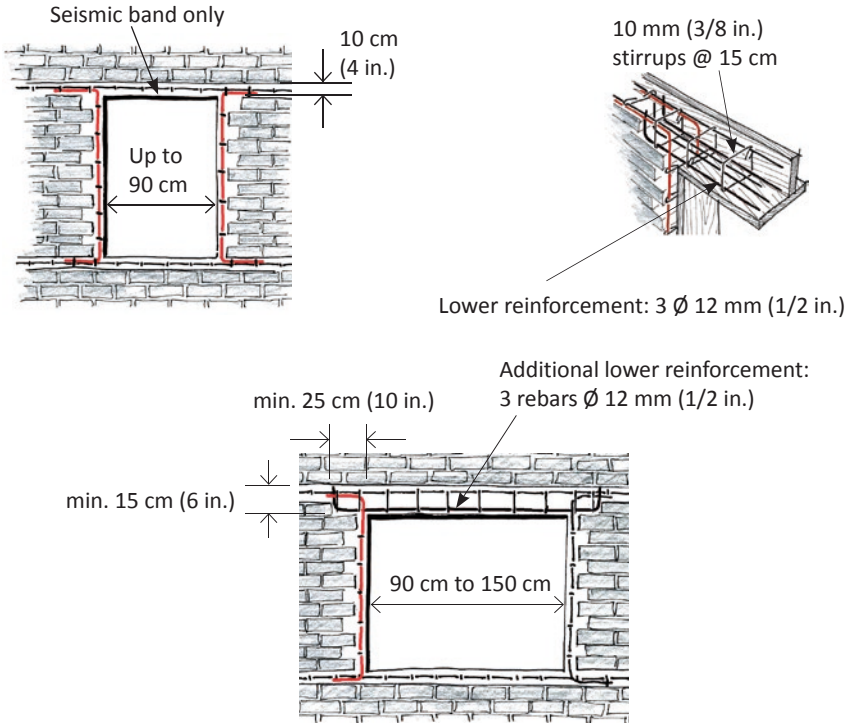 Seismic band only
10 cm
(4 in.)
Up to
90 cm
10 mm (3/8 in.)
stirrups @ 15 cm
Lower reinforcement: 3 Ø 12 mm (1/2 in.)
Additional lower reinforcement:
3 rebars Ø 12 mm (1/2 in.)
min. 25 cm (10 in.)
min. 15 cm (6 in.)
90 cm to 150 cm